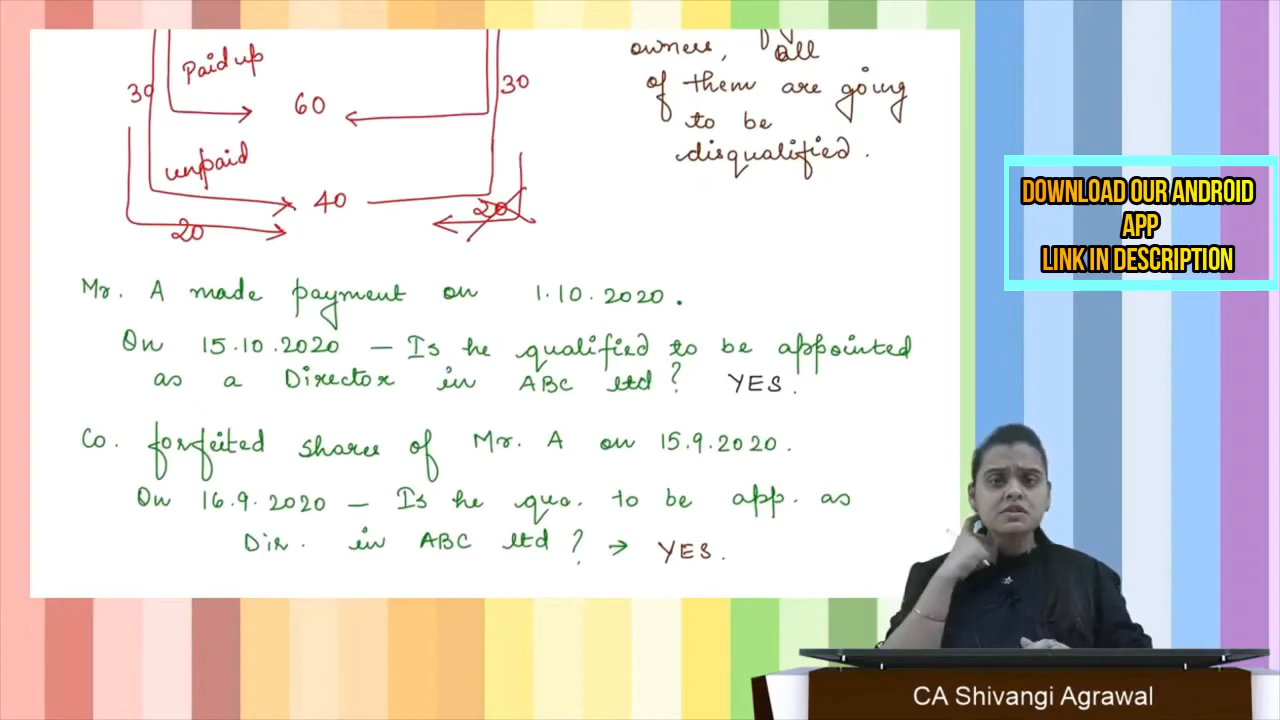 owners, all
of them are going
to be
disqualified.
Paid up
30
60
30
unpaid
40
20
20
Mr. A made payment on 1.10.2020.
On 15.10.2020 — Is he qualified to be appointed
as a Director in ABC ltd? YES.
Co. forfeited shares of Mr. A on 15.9.2020.
On 16.9.2020 — Is he qua. to be app. as
Dir. in ABC ltd? → YES.
DOWNLOAD OUR ANDROID
APP
LINK IN DESCRIPTION
CA Shivangi Agrawal